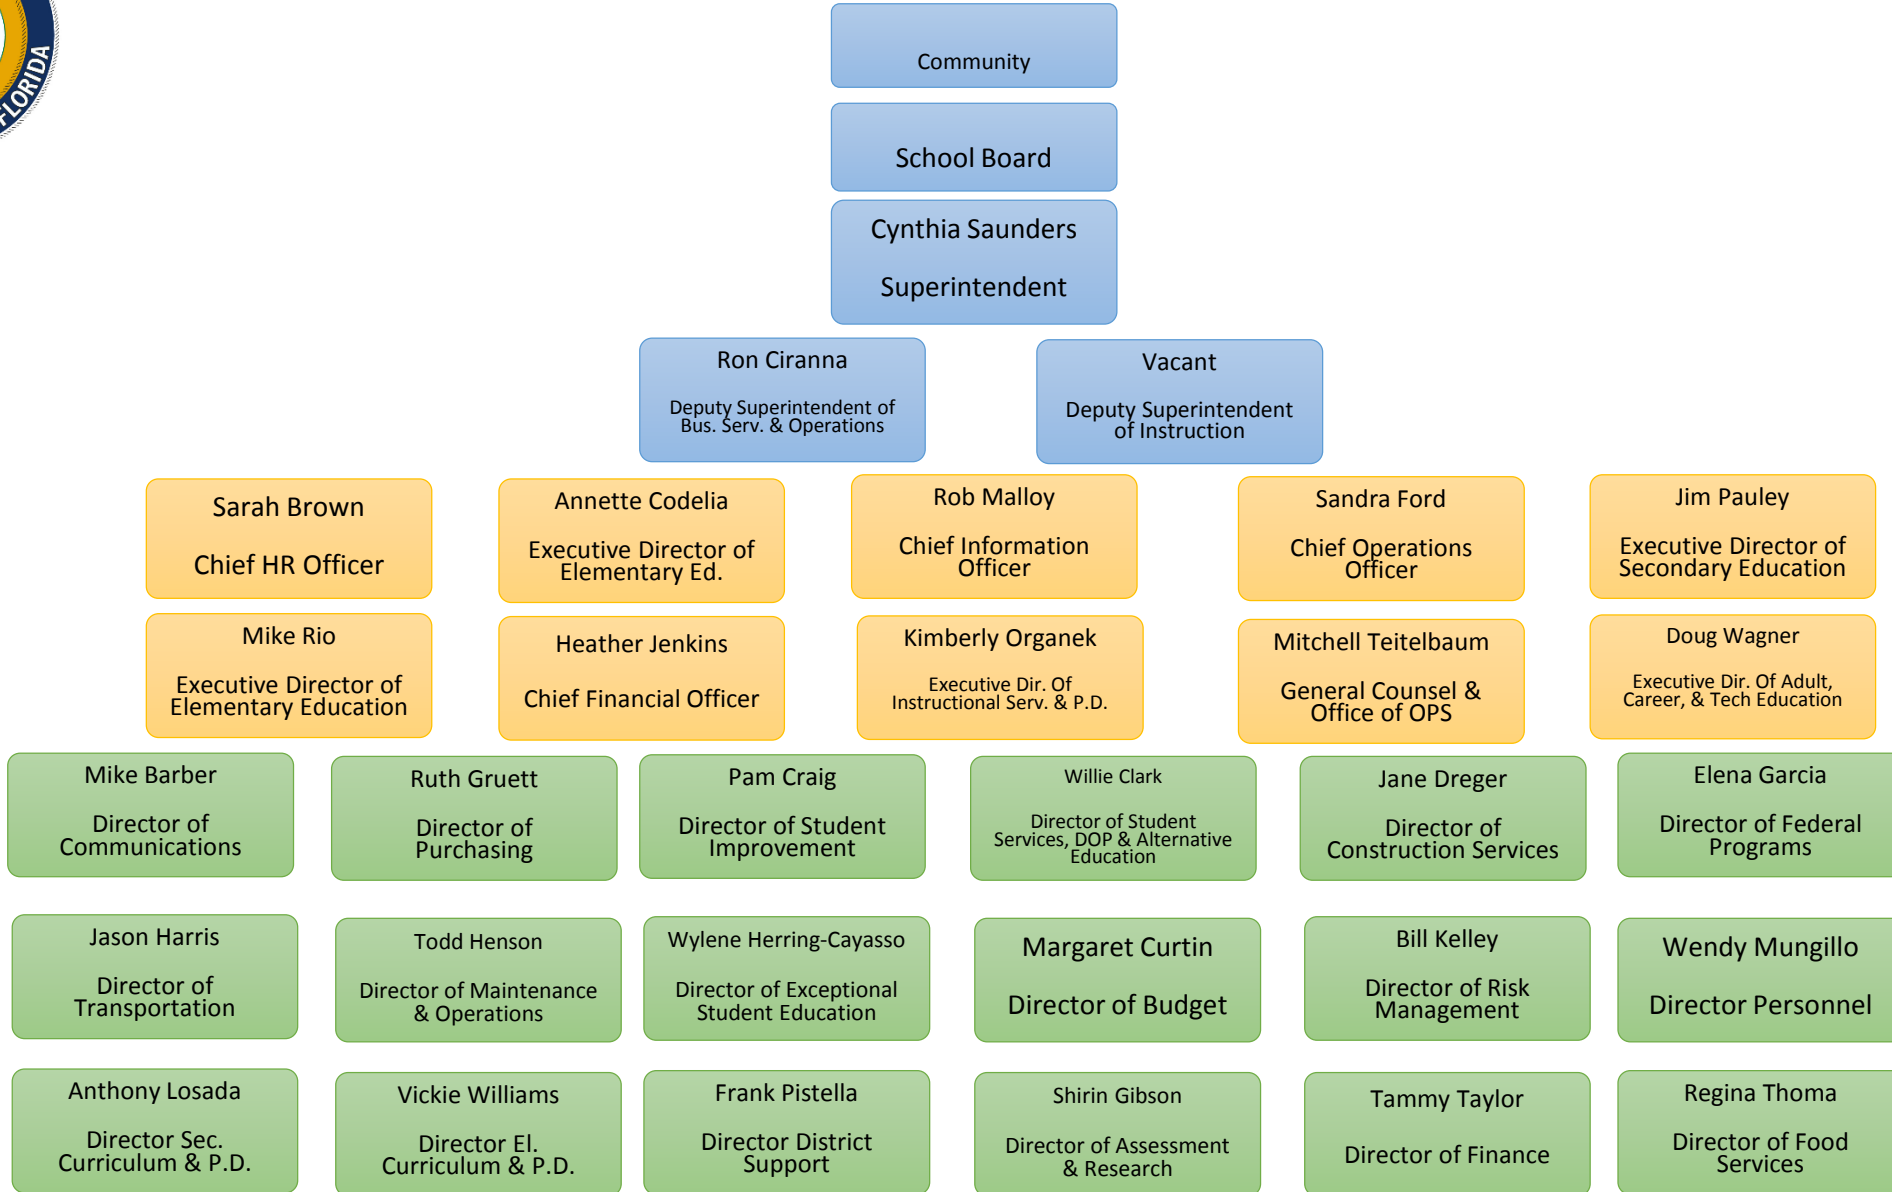 FLORIDA
Community
School Board
Cynthia Saunders
Superintendent
Ron Ciranna
Deputy Superintendent of
Bus. Serv. & Operations
Vacant
Deputy Superintendent
of Instruction
Sarah Brown
Chief HR Officer
Annette Codelia
Executive Director of
Elementary Ed.
Rob Malloy
Chief Information
Officer
Sandra Ford
Chief Operations
Officer
Jim Pauley
Executive Director of
Secondary Education
Mike Rio
Executive Director of
Elementary Education
Heather Jenkins
Chief Financial Officer
Kimberly Organek
Executive Dir. Of
Instructional Serv. & P.D.
Mitchell Teitelbaum
General Counsel &
Office of OPS
Doug Wagner
Executive Dir. Of Adult,
Career, & Tech Education
Mike Barber
Director of
Communications
Ruth Gruett
Director of
Purchasing
Pam Craig
Director of Student
Improvement
Willie Clark
Director of Student
Services, DOP & Alternative
Education
Jane Dreger
Director of
Construction Services
Elena Garcia
Director of Federal
Programs
Jason Harris
Director of
Transportation
Todd Henson
Director of Maintenance
& Operations
Wylene Herring-Cayasso
Director of Exceptional
Student Education
Margaret Curtin
Director of Budget
Bill Kelley
Director of Risk
Management
Wendy Mungillo
Director Personnel
Anthony Losada
Director Sec.
Curriculum & P.D.
Vickie Williams
Director El.
Curriculum & P.D.
Frank Pistella
Director District
Support
Shirin Gibson
Director of Assessment
& Research
Tammy Taylor
Director of Finance
Regina Thoma
Director of Food
Services